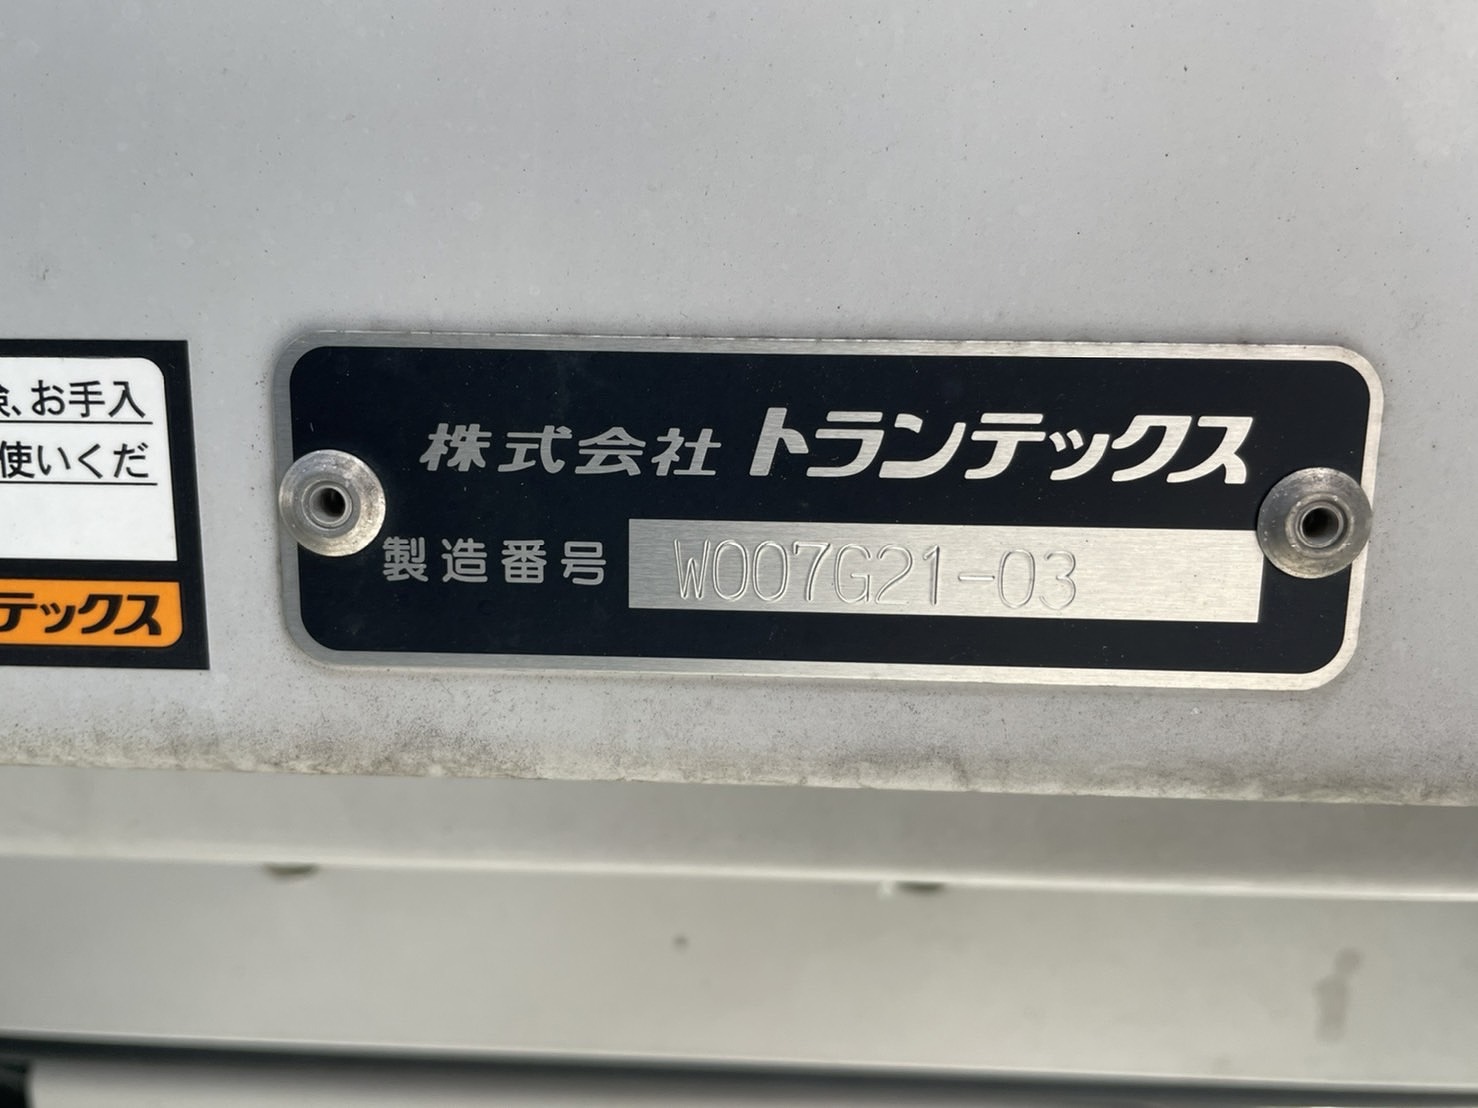 、お手入
使いくだ
テックス
株式会社 トランテックス
製造番号 W007G21-03